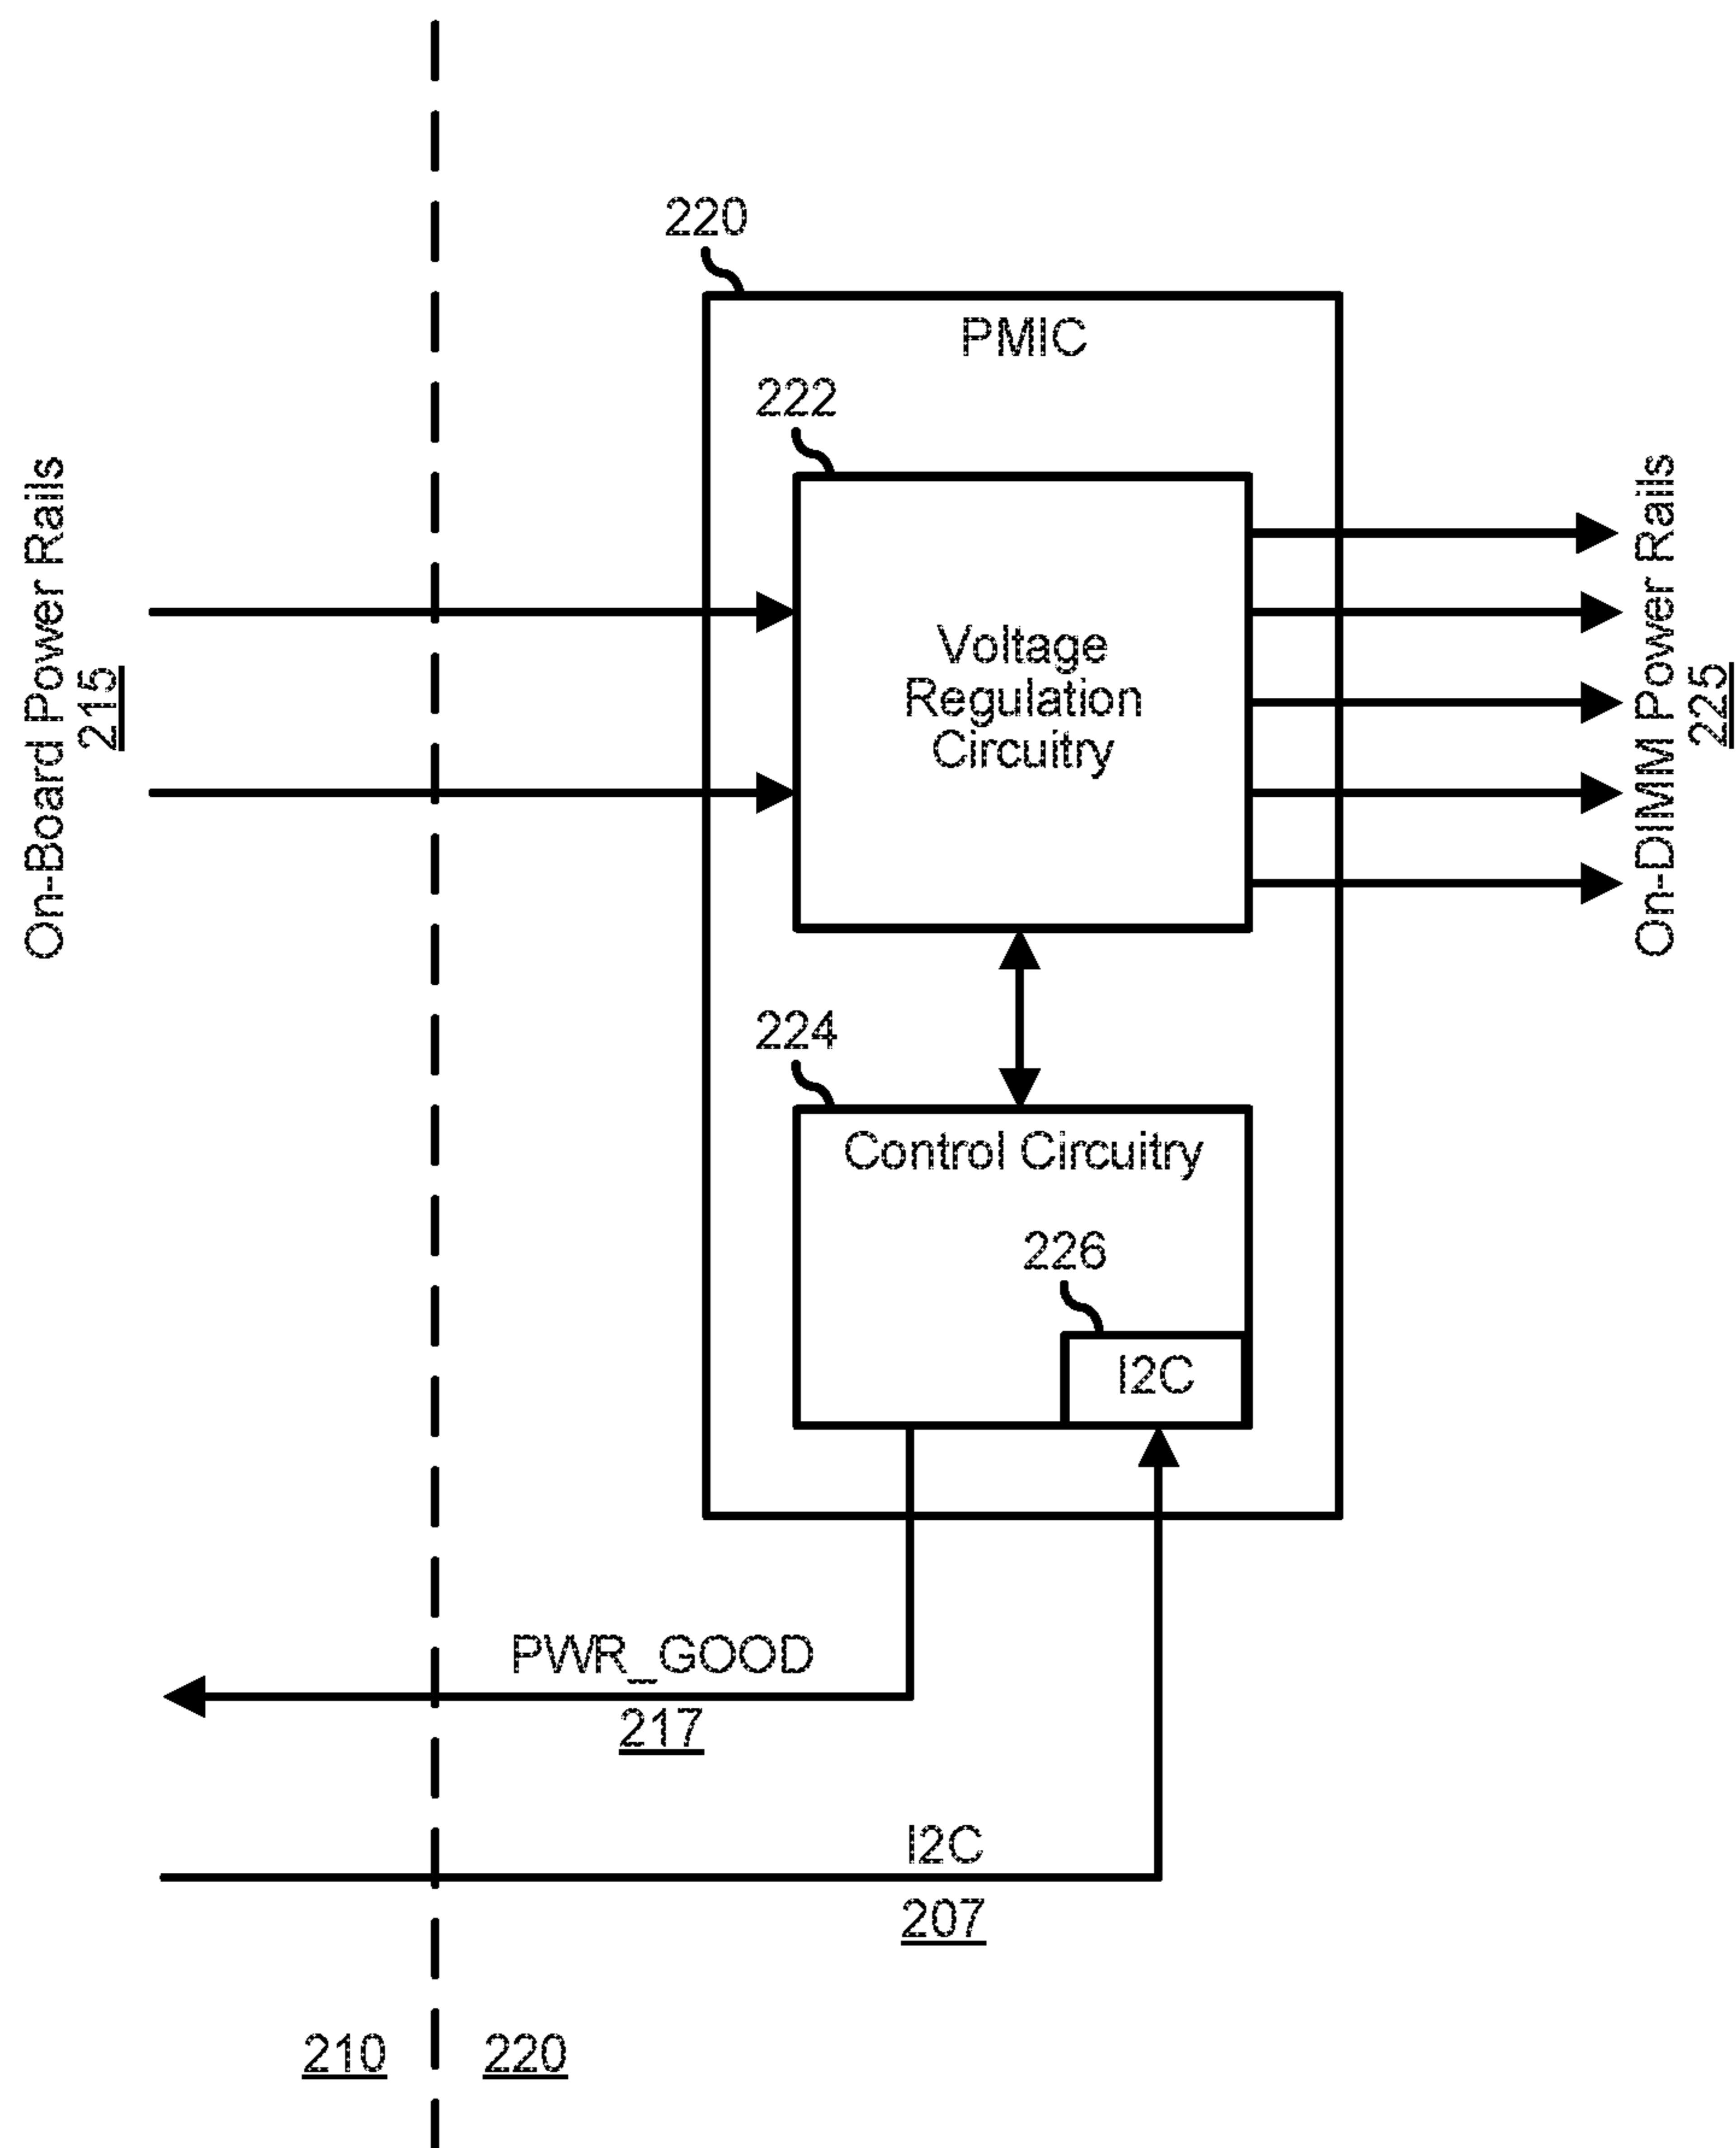 220
PMIC
222
On-Board Power Rails
215
Voltage
Regulation
Circuitry
On-DIMM Power Rails
225
224
Control Circuitry
226
I2C
PWR_GOOD
217
I2C
207
210
220